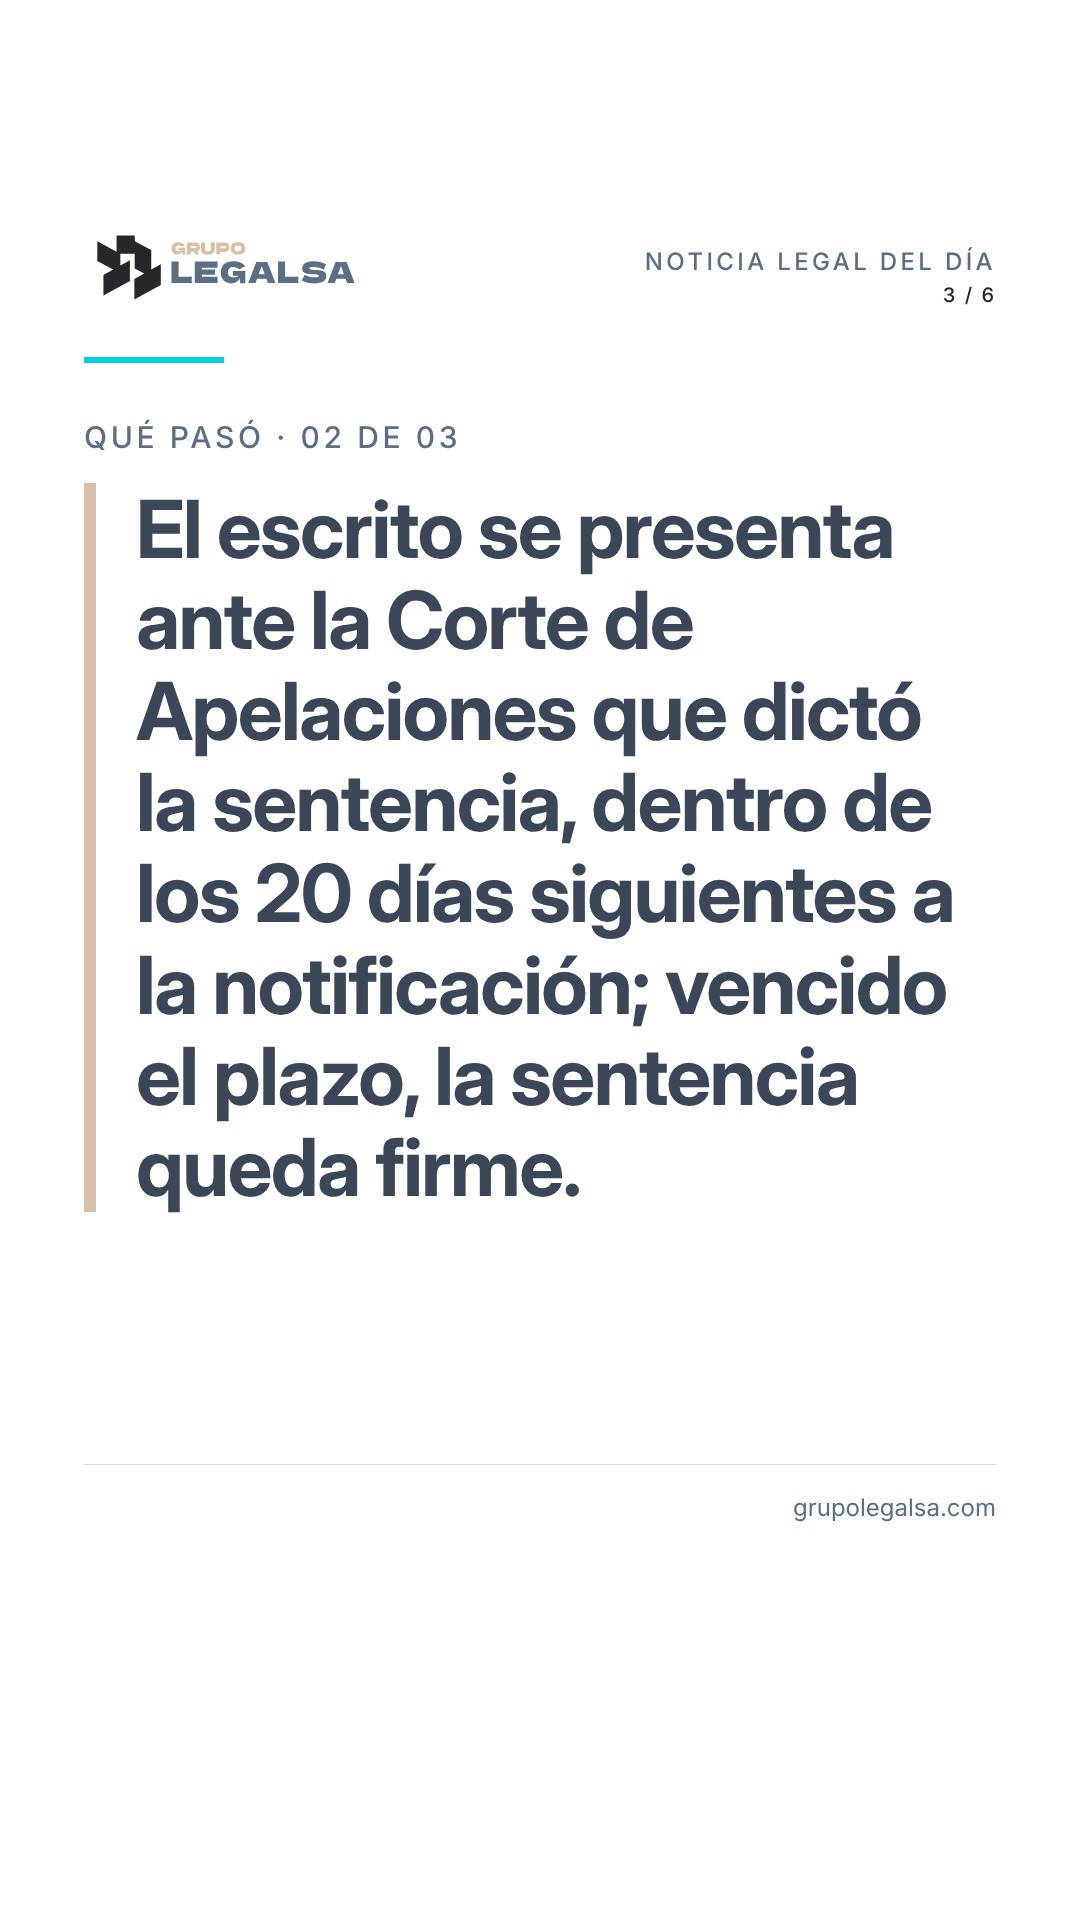 GRUPO
LEGALSA
NOTICIA LEGAL DEL DÍA
3 / 6
QUÉ PASÓ · 02 DE 03
El escrito se presenta
ante la Corte de
Apelaciones que dictó
la sentencia, dentro de
los 20 días siguientes a
la notificación; vencido
el plazo, la sentencia
queda firme.
grupolegalsa.com